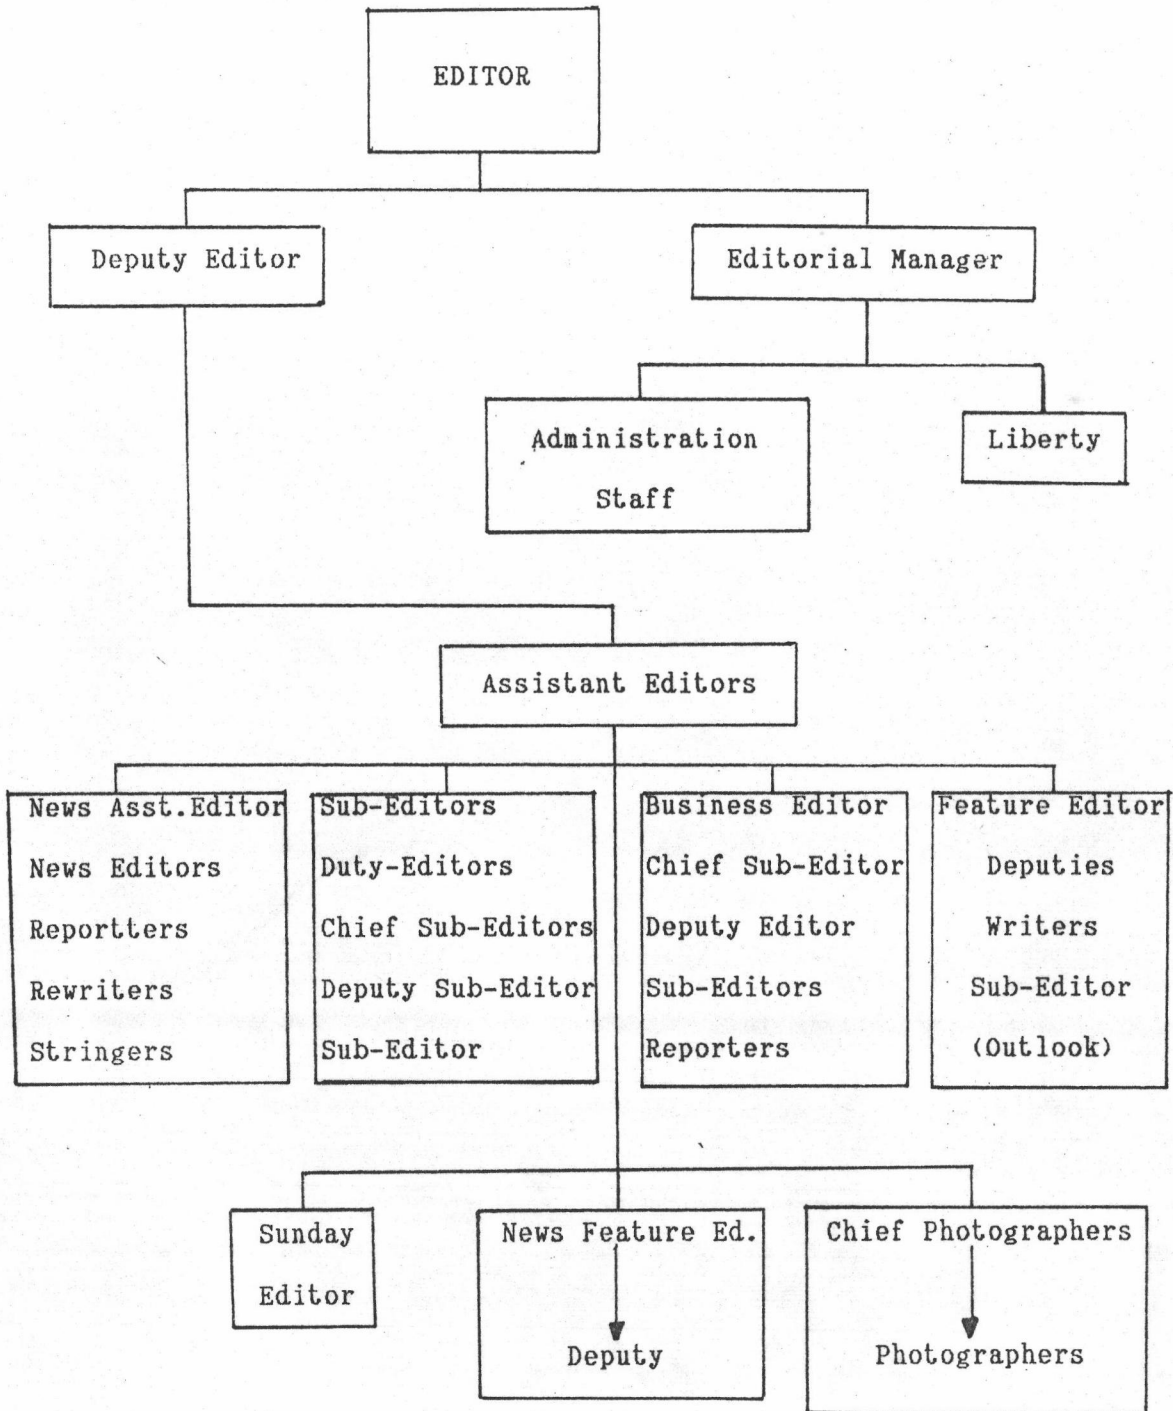 EDITOR
Deputy Editor
Editorial Manager
Administration
Staff
Liberty
Assistant Editors
News Asst.Editor
News Editors
Reportters
Rewriters
Stringers
Sub-Editors
Duty-Editors
Chief Sub-Editors
Deputy Sub-Editor
Sub-Editor
Business Editor
Chief Sub-Editor
Deputy Editor
Sub-Editors
Reporters
Feature Editor
Deputies
Writers
Sub-Editor
(Outlook)
Sunday
Editor
News Feature Ed.
Deputy
Chief Photographers
Photographers